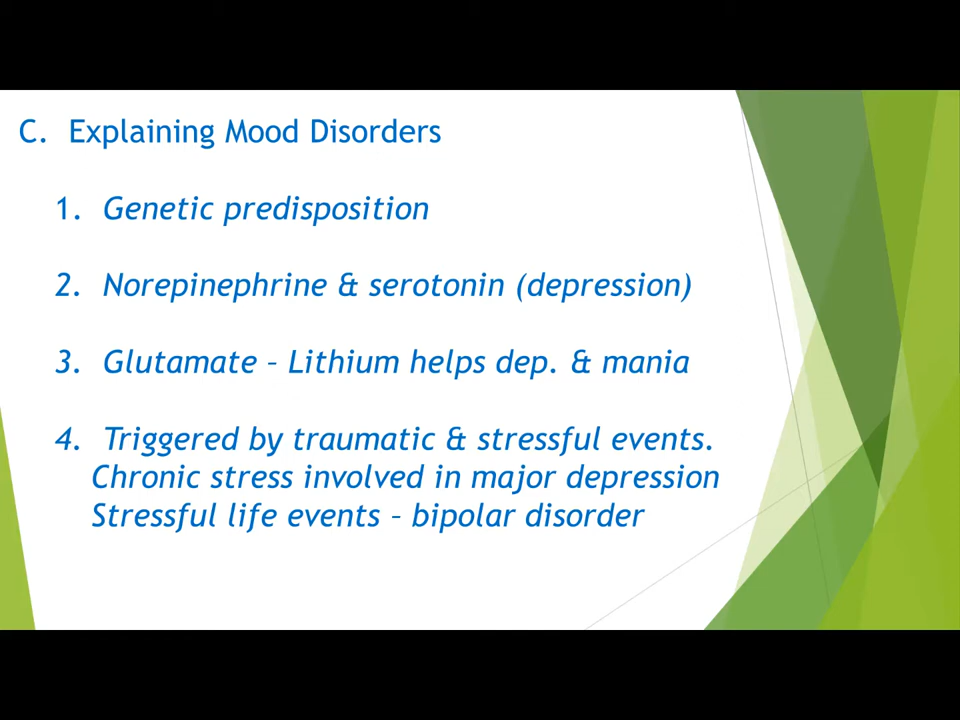 C. Explaining Mood Disorders
1. Genetic predisposition
2. Norepinephrine & serotonin (depression)
3. Glutamate – Lithium helps dep. & mania
4. Triggered by traumatic & stressful events.
Chronic stress involved in major depression
Stressful life events – bipolar disorder